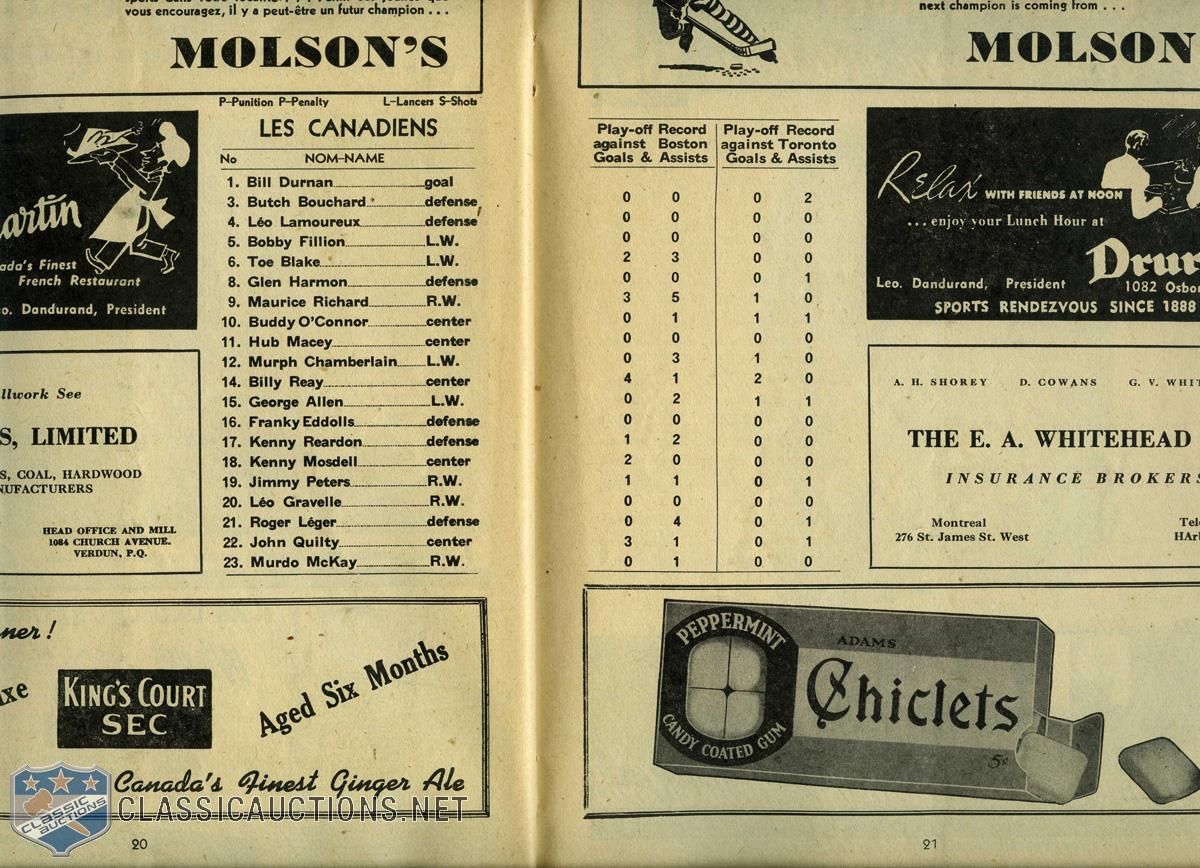 vous encouragez, il y a peut-être un futur champion . . .
MOLSON'S
P-Punition P-Penalty L-Lancers S-Shots
LES CANADIENS
No NOM-NAME
1. Bill Durnan goal
3. Butch Bouchard defense
4. Léo Lamoureux defense
5. Bobby Fillion L.W.
6. Toe Blake L.W.
8. Glen Harmon defense
9. Maurice Richard R.W.
10. Buddy O'Connor center
11. Hub Macey center
12. Murph Chamberlain L.W.
14. Billy Reay center
15. George Allen L.W.
16. Franky Eddolls defense
17. Kenny Reardon defense
18. Kenny Mosdell center
19. Jimmy Peters R.W.
20. Léo Gravelle R.W.
21. Roger Léger defense
22. John Quilty center
23. Murdo McKay R.W.
artin
ada's Finest
French Restaurant
o. Dandurand, President
llwork See
S, LIMITED
S, COAL, HARDWOOD
NUFACTURERS
HEAD OFFICE AND MILL
1084 CHURCH AVENUE.
VERDUN, P.Q.
ner !
xe
KING'S COURT
SEC
Aged Six Months
Canada's Finest Ginger Ale
CLASSIC
AUCTIONS
CLASSICAUCTIONS.NET
20
next champion is coming from . . .
MOLSON
Play-off Record Play-off Record
against Boston against Toronto
Goals & Assists Goals & Assists
0 0 0 2
0 0 0 0
0 0 0 0
2 3 0 0
0 0 0 1
3 5 1 0
0 1 1 1
0 0 0 0
0 3 1 0
4 1 2 0
0 2 1 1
0 0 0 0
1 2 0 0
2 0 0 0
1 1 0 1
0 0 0 0
0 4 0 1
3 1 0 1
0 1 0 0
Relax WITH FRIENDS AT NOON
. . . enjoy your Lunch Hour at
Drur
Leo. Dandurand, President 1082 Osbor
SPORTS RENDEZVOUS SINCE 1888
A. H. SHOREY D. COWANS G. V. WHIT
THE E. A. WHITEHEAD
INSURANCE BROKERS
Montreal Tel
276 St. James St. West HAr
PEPPERMINT
CANDY COATED GUM
ADAMS
Chiclets
5¢
21